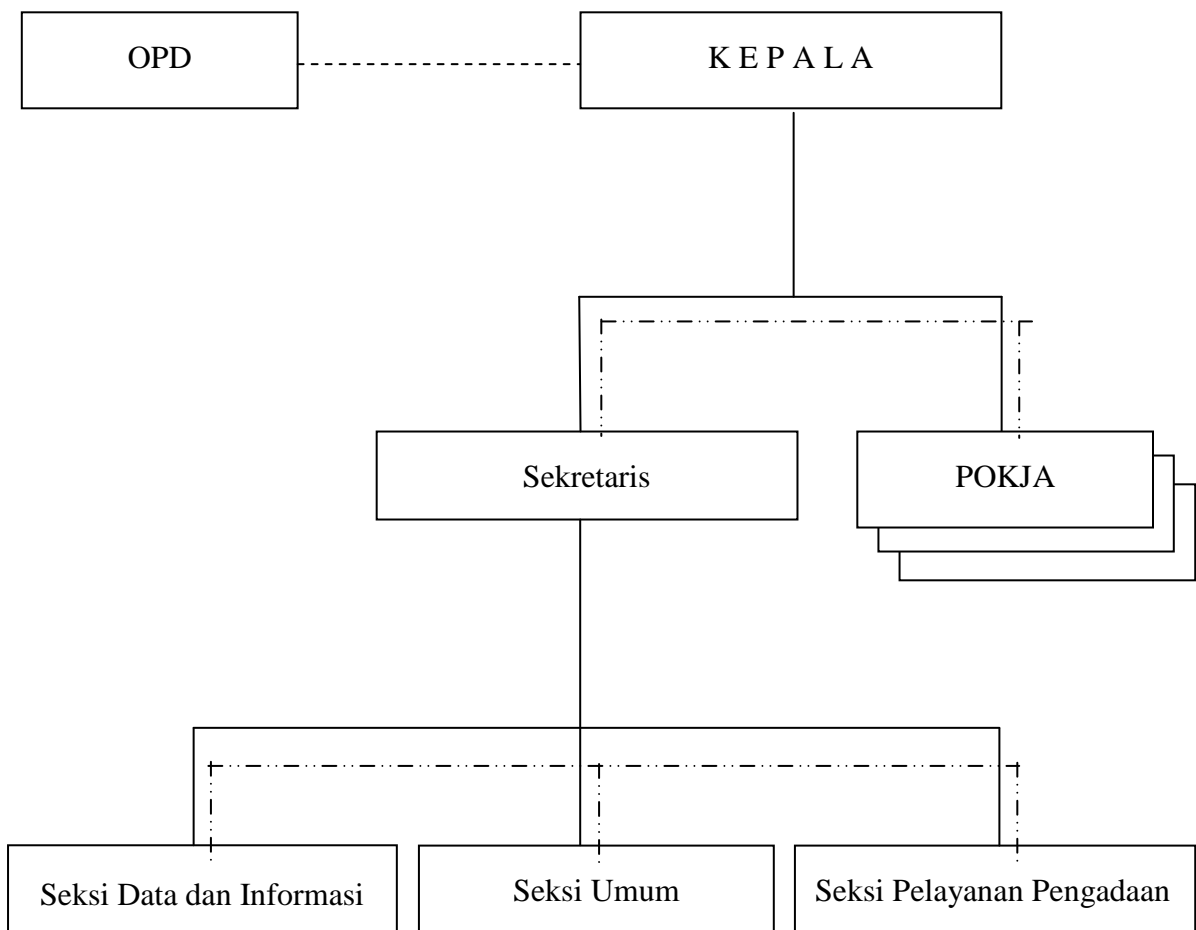 OPD
K E P A L A
Sekretaris
POKJA
Seksi Data dan Informasi
Seksi Umum
Seksi Pelayanan Pengadaan